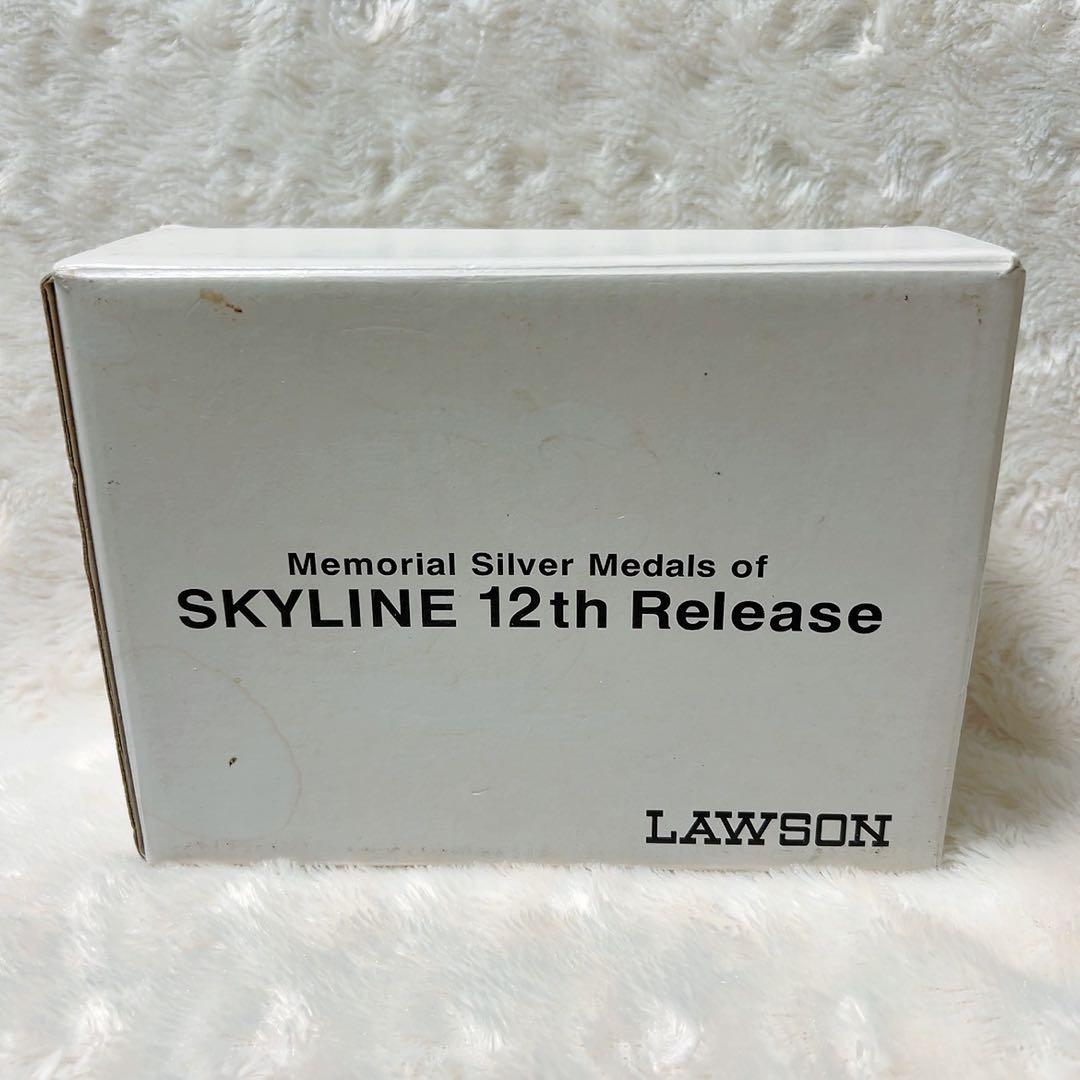 Memorial Silver Medals of
SKYLINE 12th Release
LAWSON